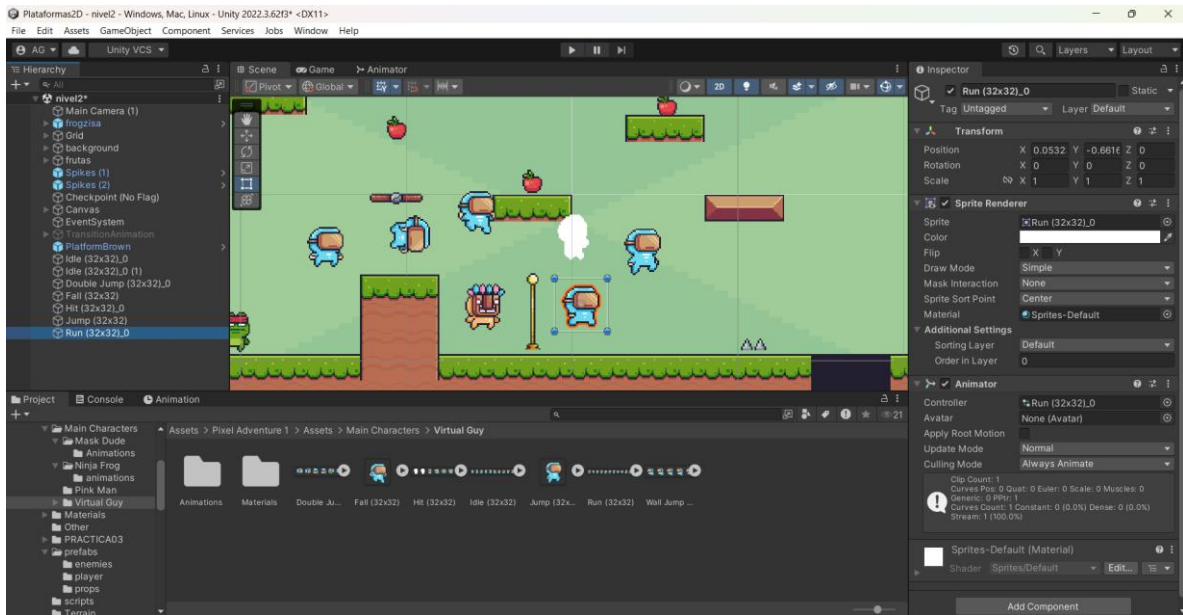 Plataformas2D - nivel2 - Windows, Mac, Linux - Unity 2022.3.62f3* <DX11>
File Edit Assets GameObject Component Services Jobs Window Help
AG Unity VCS Layers Layout
Hierarchy
All
nivel2*
Main Camera (1)
frogzisa
Grid
background
frutas
Spikes (1)
Spikes (2)
Checkpoint (No Flag)
Canvas
EventSystem
TransitionAnimation
PlatformBrown
Idle (32x32)_0
Idle (32x32)_0 (1)
Double Jump (32x32)_0
Fall (32x32)
Hit (32x32)_0
Jump (32x32)
Run (32x32)_0
Scene Game Animator
Pivot Global 2D
Inspector
Run (32x32)_0 Static
Tag Untagged Layer Default
Transform
Position X 0.0532 Y -0.6616 Z 0
Rotation X 0 Y 0 Z 0
Scale X 1 Y 1 Z 1
Sprite Renderer
Sprite Run (32x32)_0
Color
Flip X Y
Draw Mode Simple
Mask Interaction None
Sprite Sort Point Center
Material Sprites-Default
Additional Settings
Sorting Layer Default
Order in Layer 0
Animator
Controller Run (32x32)_0
Avatar None (Avatar)
Apply Root Motion
Update Mode Normal
Culling Mode Always Animate
Clip Count: 1
Curves Pos: 0 Quat: 0 Euler: 0 Scale: 0 Muscles: 0
Generic: 0 PPtr: 1
Curves Count: 1 Constant: 0 (0.0%) Dense: 0 (0.0%)
Stream: 1 (100.0%)
Sprites-Default (Material)
Shader Sprites/Default Edit...
Add Component
Project Console Animation
21
Main Characters
Mask Dude
Animations
Ninja Frog
animations
Pink Man
Virtual Guy
Materials
Other
PRACTICA03
prefabs
enemies
player
props
scripts
Terrain
Assets > Pixel Adventure 1 > Assets > Main Characters > Virtual Guy
Animations Materials Double Ju... Fall (32x32) Hit (32x32) Idle (32x32) Jump (32x... Run (32x32) Wall Jump ...